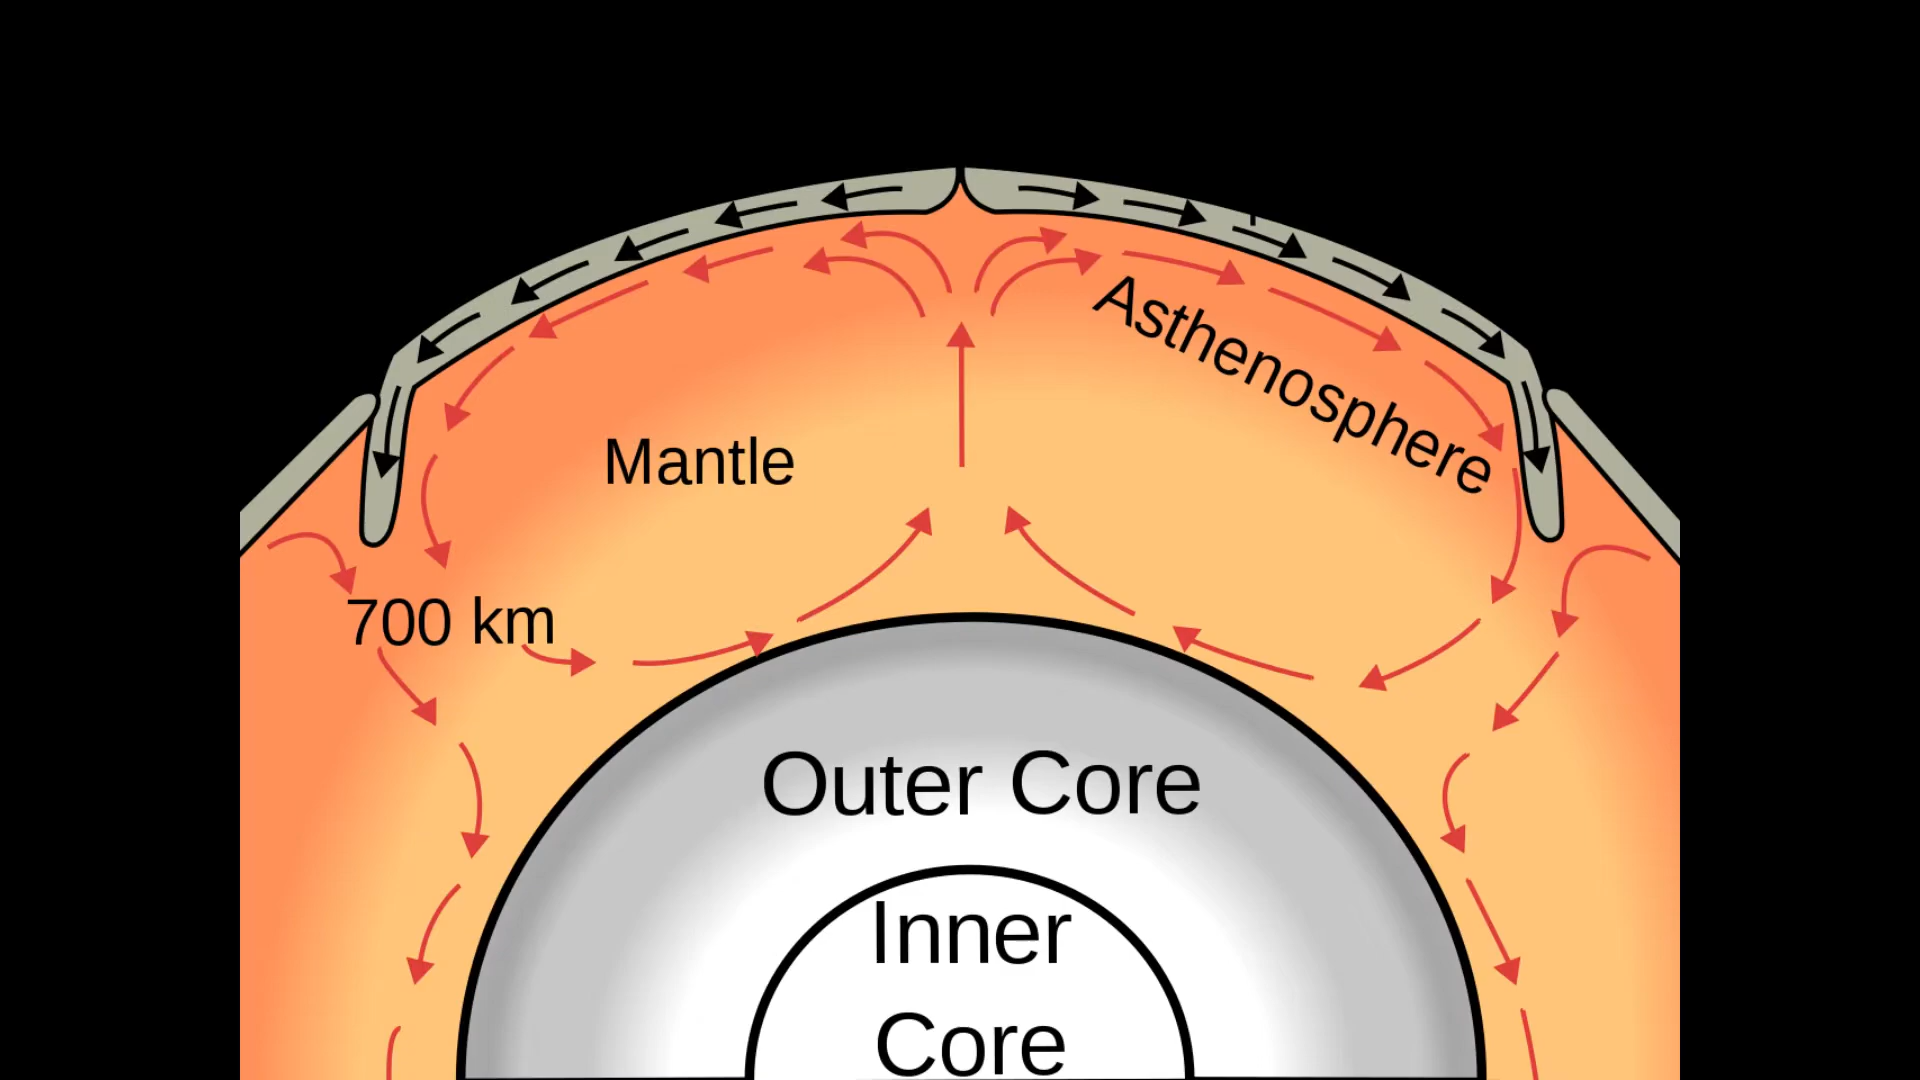 Asthenosphere
Mantle
700 km
Outer Core
Inner
Core